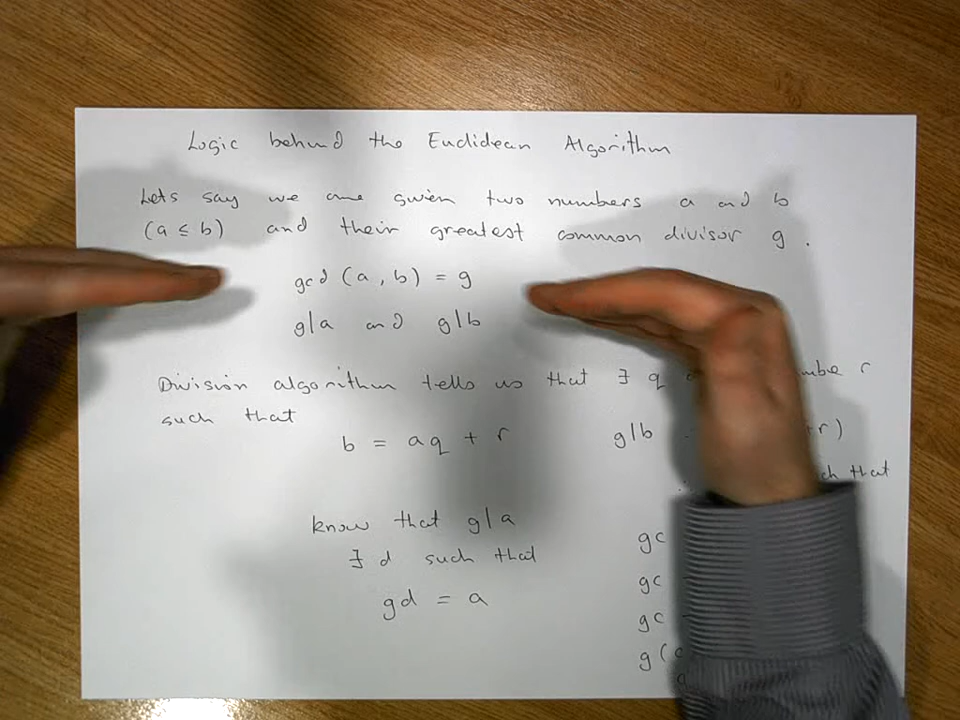 Logic behind the Euclidean Algorithm
Lets say we are given two numbers a and b
(a ≤ b) and their greatest common divisor g.
gcd (a, b) = g
g|a and g|b
Division algorithm tells us that ∃ q r
such that
b = aq + r
g|b +r)
that
know that g|a
∃ d such that
gd = a
gc
gc
gc
g(